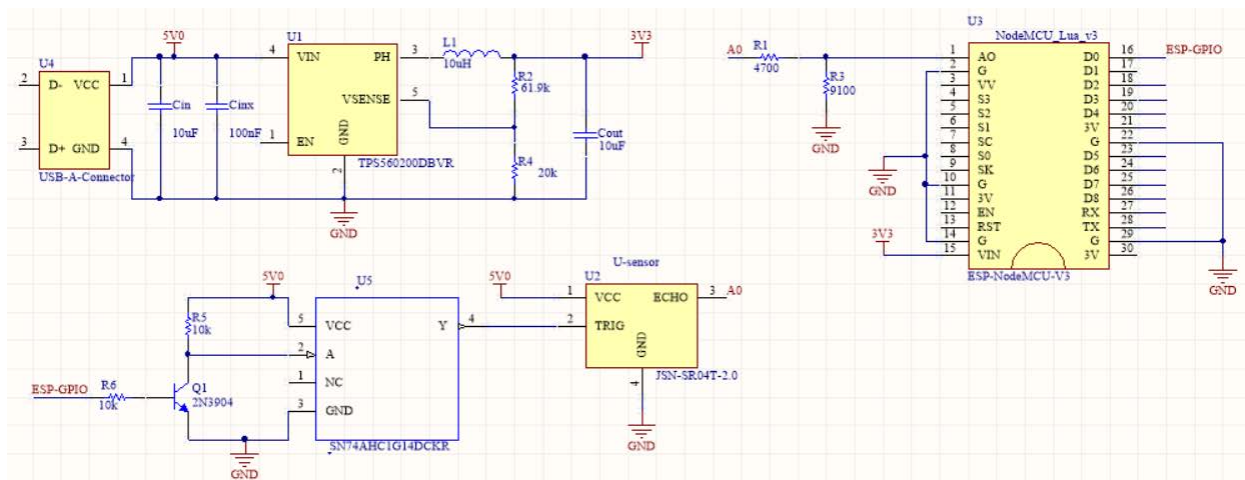 U4
2 D- VCC 1
3 D+ GND 4
USB-A-Connector
5V0
Cin
10uF
Cinx
100nF
U1
4 VIN PH 3
VSENSE 5
1 EN
GND
2
TPS560200DBVR
GND
L1
10uH
R2
61.9k
R4
20k
3V3
Cout
10uF
A0
R1
4700
R3
9100
GND
U3
NodeMCU_Lua_v3
1 AO D0 16
2 G D1 17
3 VV D2 18
4 S3 D3 19
5 S2 D4 20
6 S1 3V 21
7 SC G 22
8 S0 D5 23
9 SK D6 24
10 G D7 25
11 3V D8 26
12 EN RX 27
13 RST TX 28
14 G G 29
15 VIN 3V 30
ESP-NodeMCU-V3
ESP-GPIO
GND
3V3
GND
5V0
R5
10k
ESP-GPIO
R6
10k
Q1
2N3904
GND
U5
5 VCC Y 4
2 A
1 NC
3 GND
SN74AHC1G14DCKR
5V0
U-sensor
U2
1 VCC ECHO 3
2 TRIG
GND
4
JSN-SR04T-2.0
A0
GND